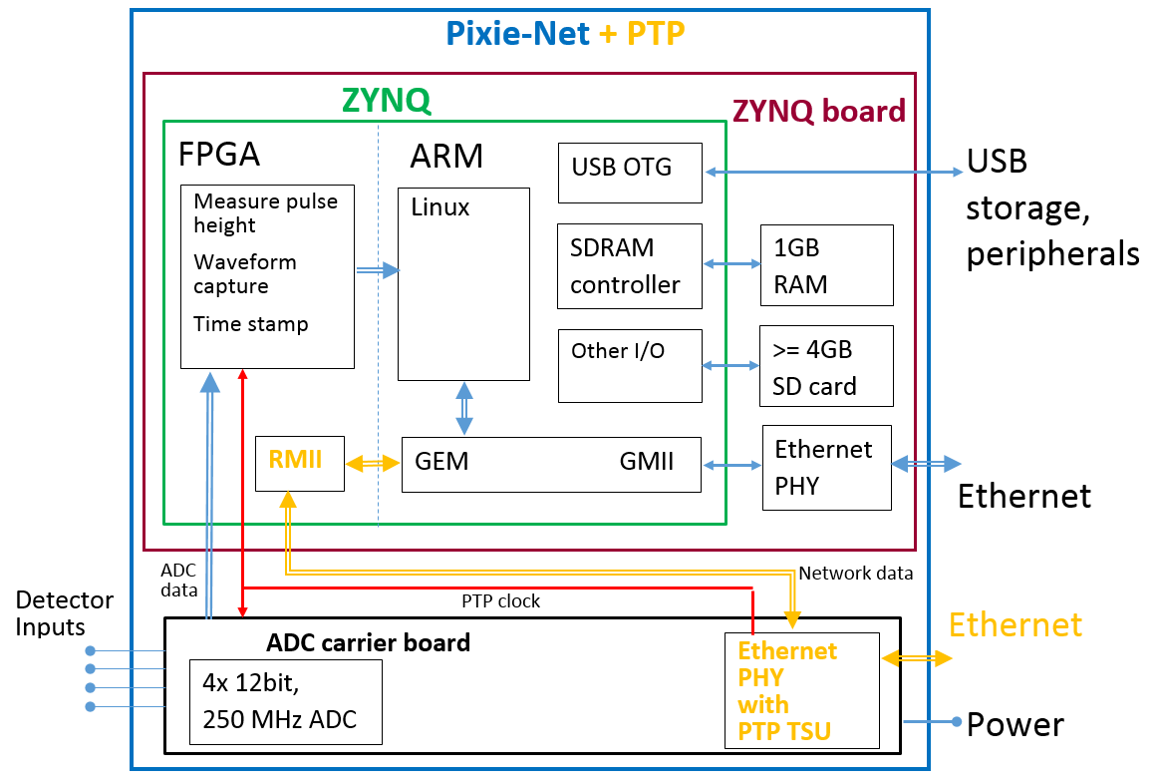 Pixie-Net + PTP
ZYNQ
ZYNQ board
FPGA
ARM
Measure pulse
height
Waveform
capture
Time stamp
Linux
USB OTG
SDRAM
controller
Other I/O
1GB
RAM
>= 4GB
SD card
USB
storage,
peripherals
RMII
GEM
GMII
Ethernet
PHY
Ethernet
ADC
data
Network data
PTP clock
Detector
Inputs
ADC carrier board
4x 12bit,
250 MHz ADC
Ethernet
PHY
with
PTP TSU
Ethernet
Power